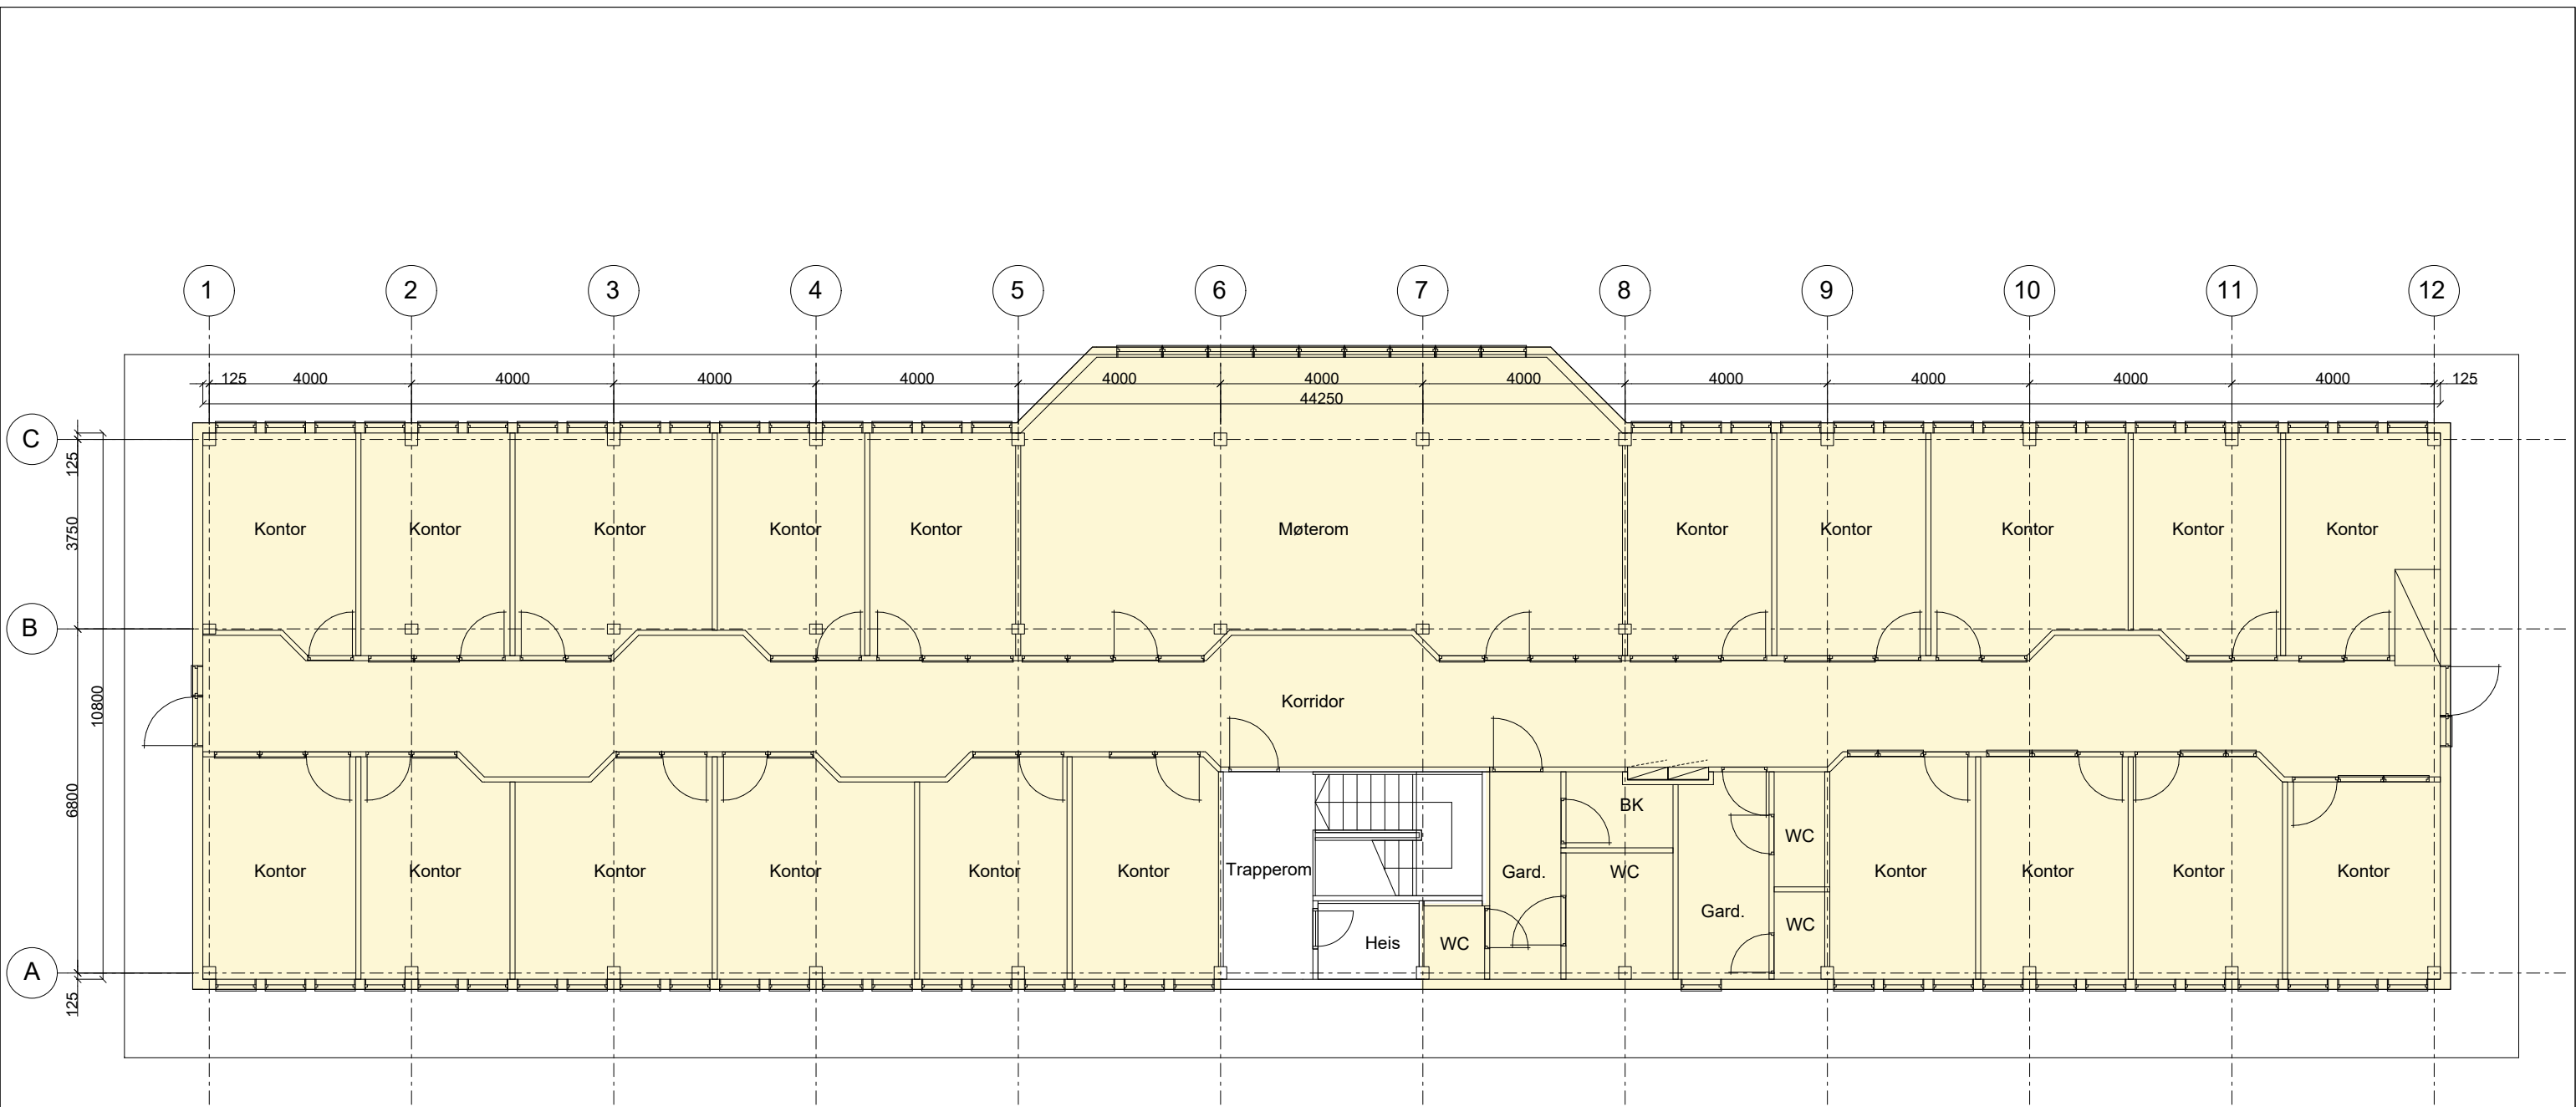 1 2 3 4 5 6 7 8 9 10 11 12
125 4000 4000 4000 4000 4000 4000 4000 4000 4000 4000 4000 125
44250
C
125
3750
Kontor Kontor Kontor Kontor Kontor Møterom Kontor Kontor Kontor Kontor Kontor
B
10800
Korridor
6800
BK
WC
Kontor Kontor Kontor Kontor Kontor Kontor Trapperom Gard. WC Kontor Kontor Kontor Kontor
Gard.
WC
Heis WC
A
125